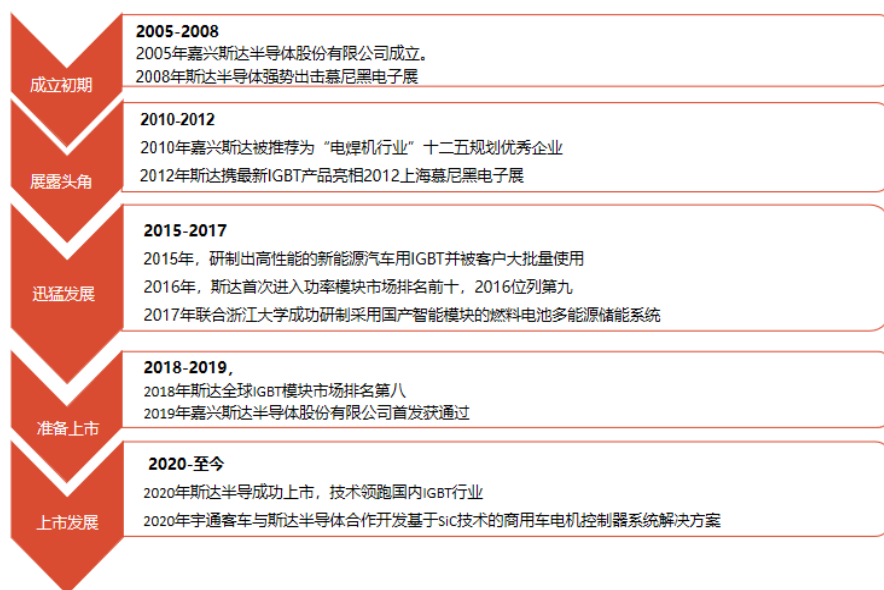 2005-2008
2005年嘉兴斯达半导体股份有限公司成立。
2008年斯达半导体强势出击慕尼黑电子展
成立初期
2010-2012
2010年嘉兴斯达被推荐为“电焊机行业”十二五规划优秀企业
2012年斯达携最新IGBT产品亮相2012上海慕尼黑电子展
展露头角
2015-2017
2015年，研制出高性能的新能源汽车用IGBT并被客户大批量使用
2016年，斯达首次进入功率模块市场排名前十，2016位列第九
2017年联合浙江大学成功研制采用国产智能模块的燃料电池多能源储能系统
迅猛发展
2018-2019，
2018年斯达全球IGBT模块市场排名第八
2019年嘉兴斯达半导体股份有限公司首发获通过
准备上市
2020-至今
2020年斯达半导成功上市，技术领跑国内IGBT行业
2020年宇通客车与斯达半导体合作开发基于SiC技术的商用车电机控制器系统解决方案
上市发展